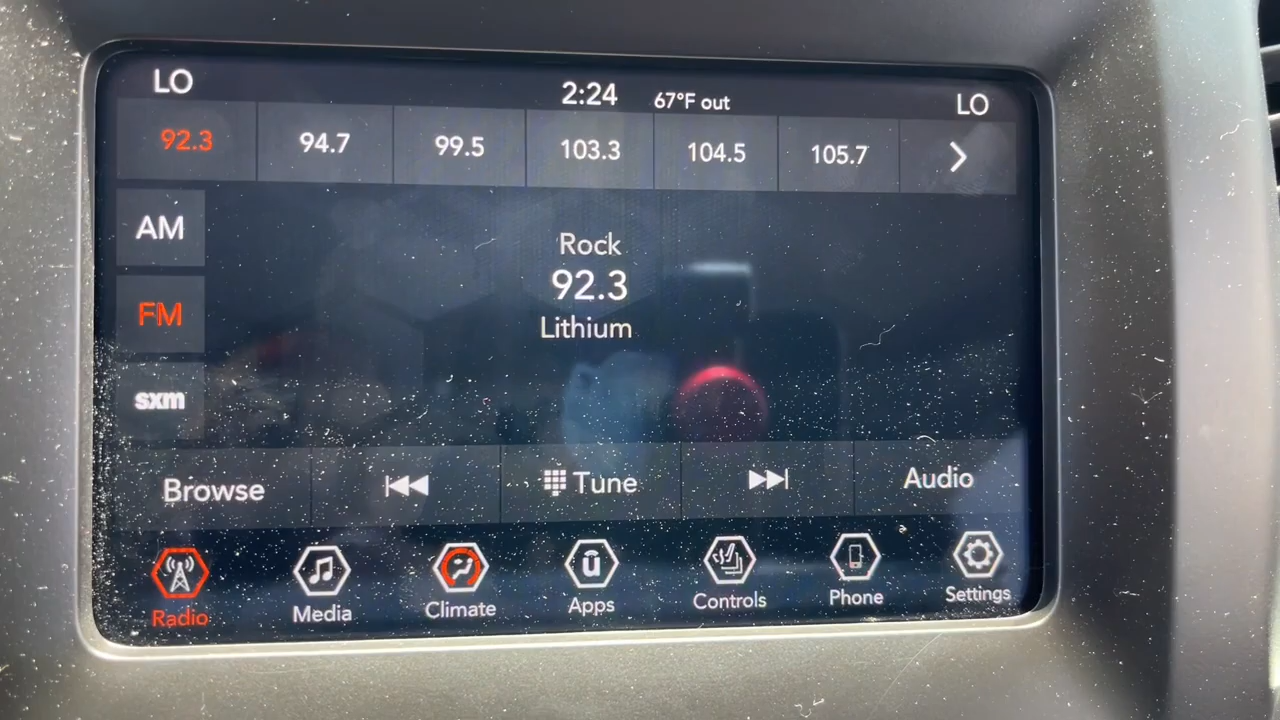 LO 2:24 67°F out LO
92.3 94.7 99.5 103.3 104.5 105.7
AM
Rock
92.3
FM
Lithium
sxm
Browse Tune Audio
Radio Media Climate Apps Controls Phone Settings